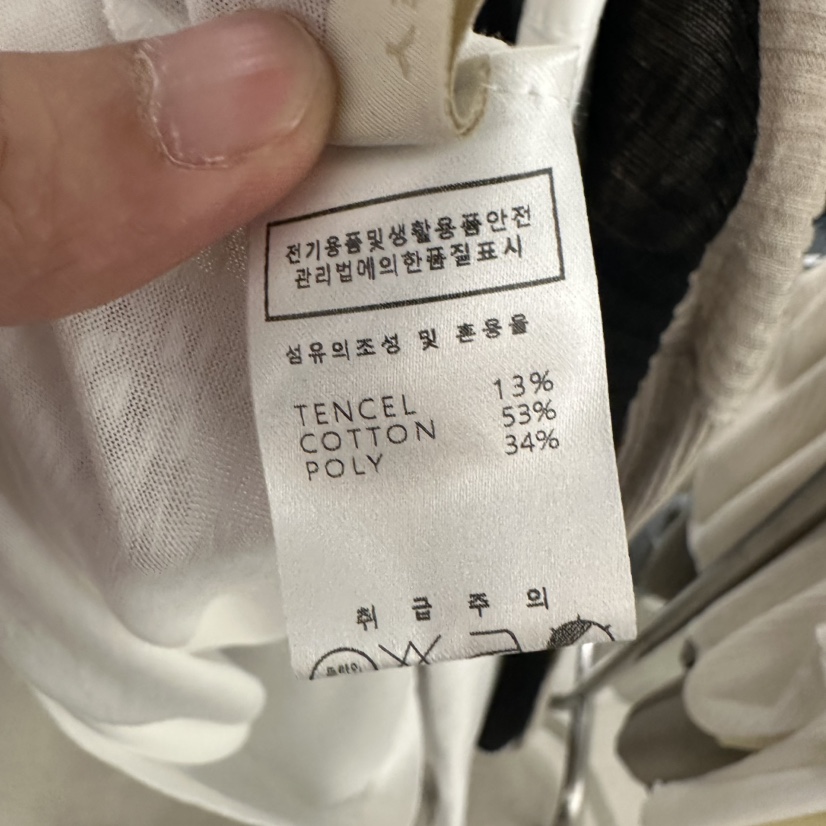 Y
전기용품및생활용품안전
관리법에의한품질표시
섬유의조성 및 혼용율
TENCEL 13%
COTTON 53%
POLY 34%
취 급 주 의